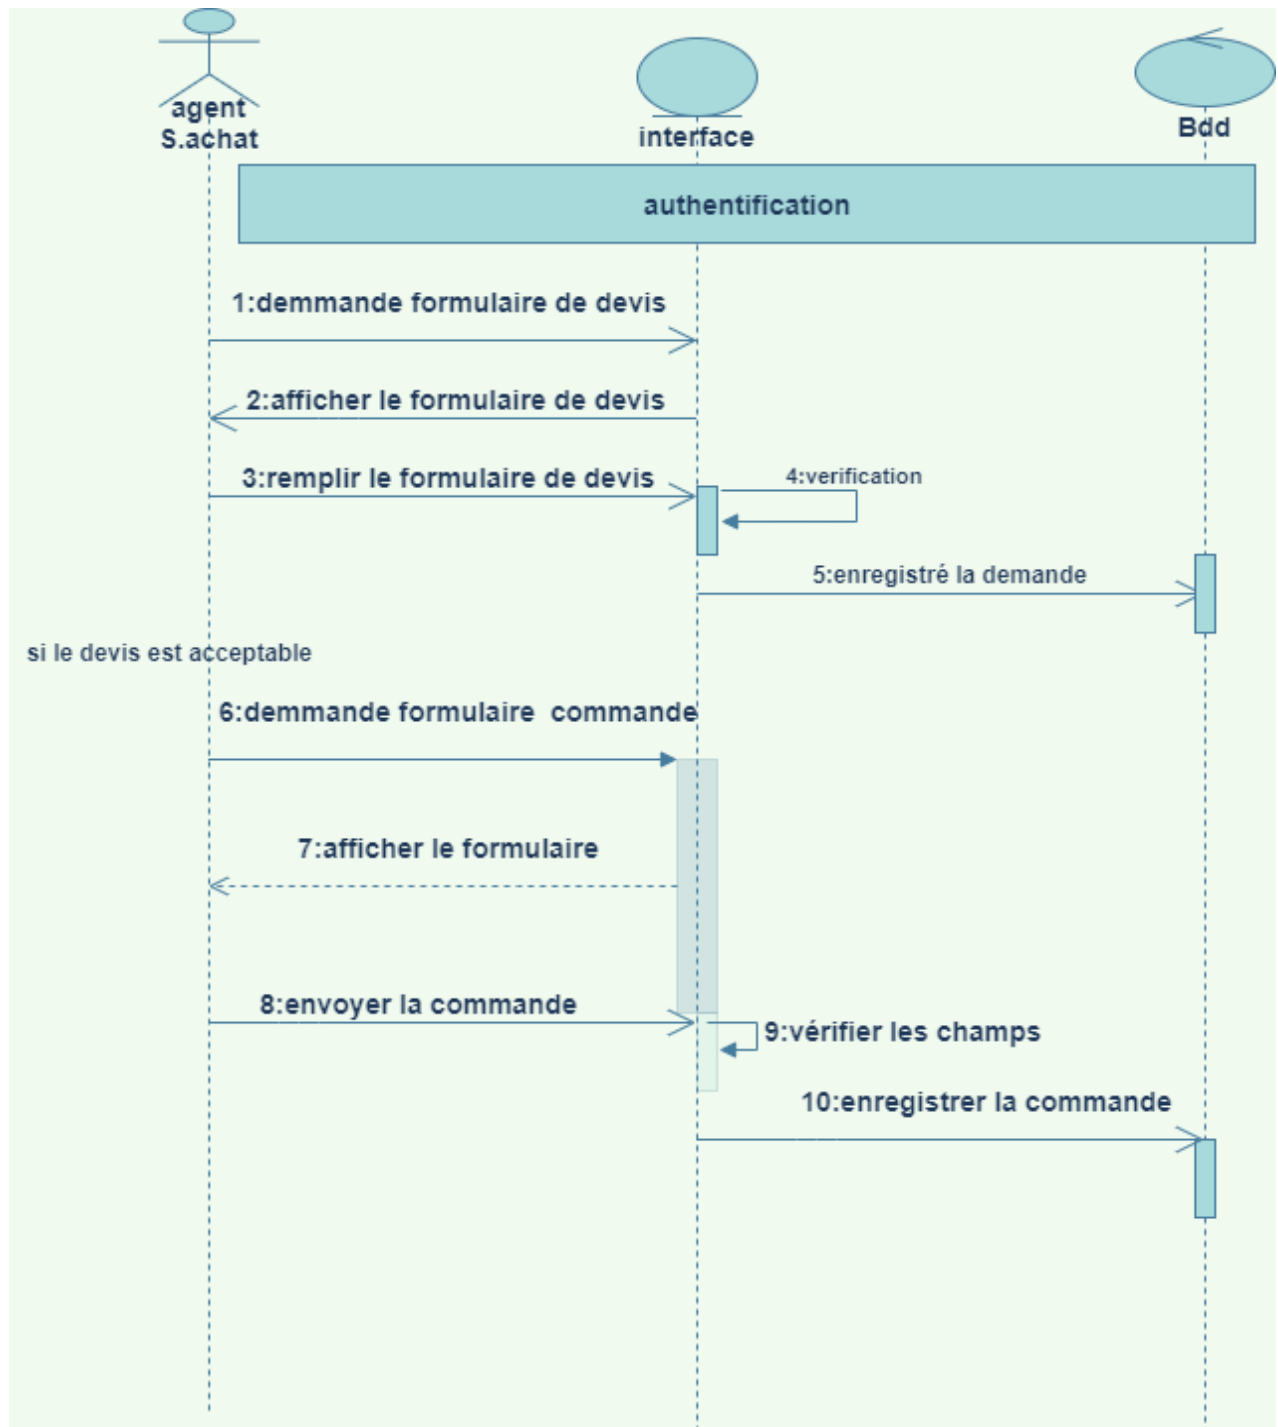 agent
S.achat
interface
Bdd
authentification
1:demmande formulaire de devis
2:afficher le formulaire de devis
3:remplir le formulaire de devis
4:verification
5:enregistré la demande
si le devis est acceptable
6:demmande formulaire  commande
7:afficher le formulaire
8:envoyer la commande
9:vérifier les champs
10:enregistrer la commande